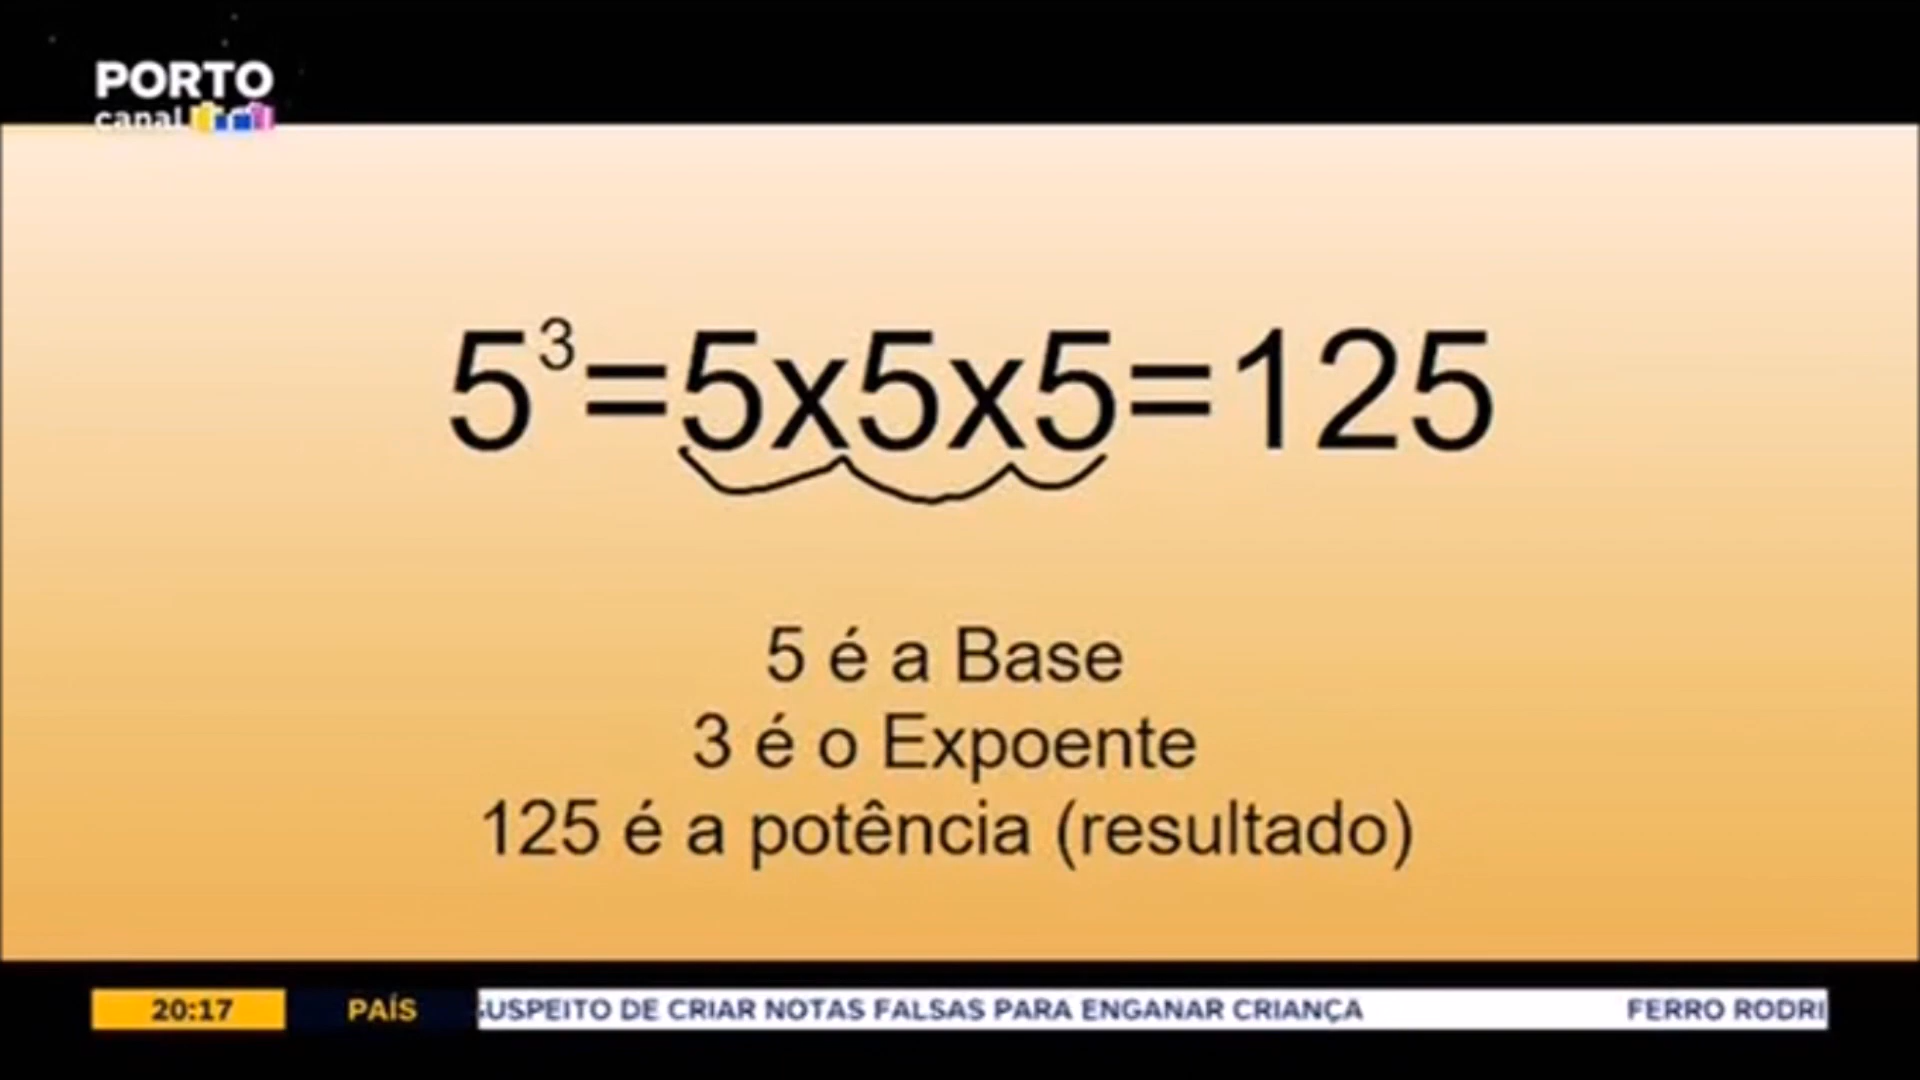 PORTO
canal
5³=5x5x5=125
5 é a Base
3 é o Expoente
125 é a potência (resultado)
20:17 PAÍS SUSPEITO DE CRIAR NOTAS FALSAS PARA ENGANAR CRIANÇA FERRO RODRI